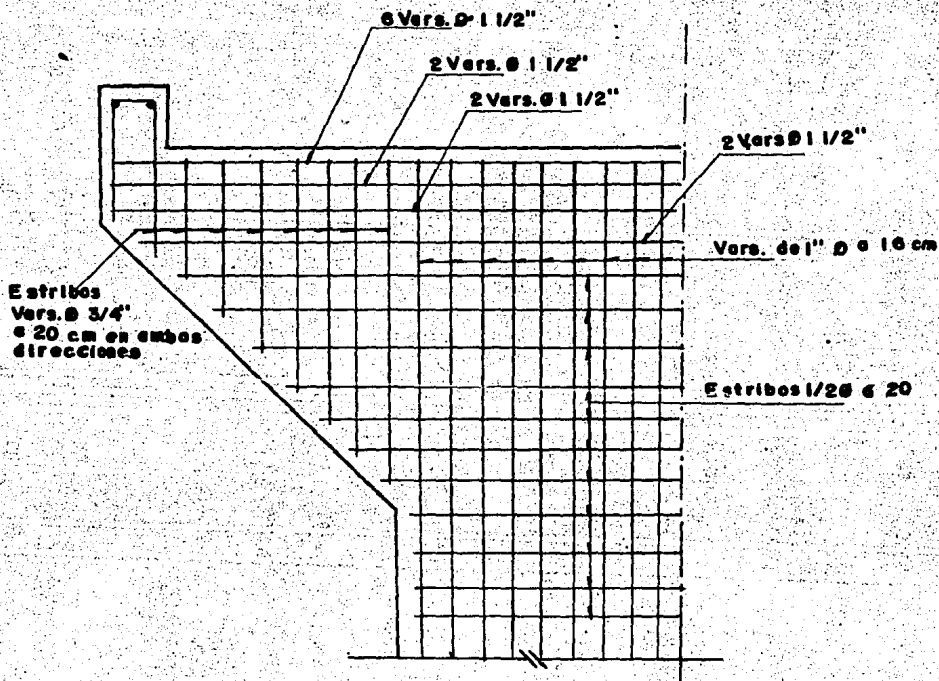 6 Vars. Ø 1 1/2"
2 Vars. Ø 1 1/2"
2 Vars. Ø 1 1/2"
2 Vars Ø 1 1/2"
Vars. de 1" Ø a 16 cm
Estribos
Vars. Ø 3/4"
a 20 cm en ambas
direcciones
Estribos 1/2Ø a 20